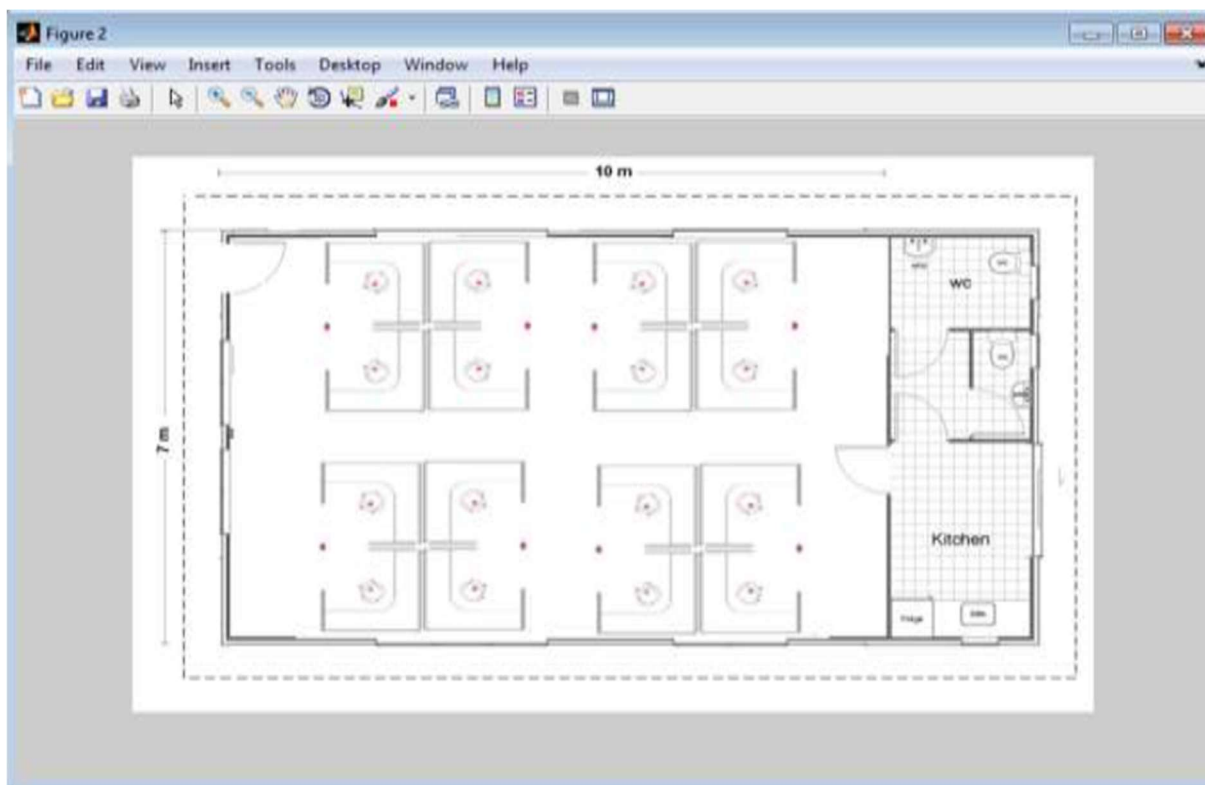 Figure 2
File Edit View Insert Tools Desktop Window Help
10 m
7 m
WC
Kitchen
Fridge